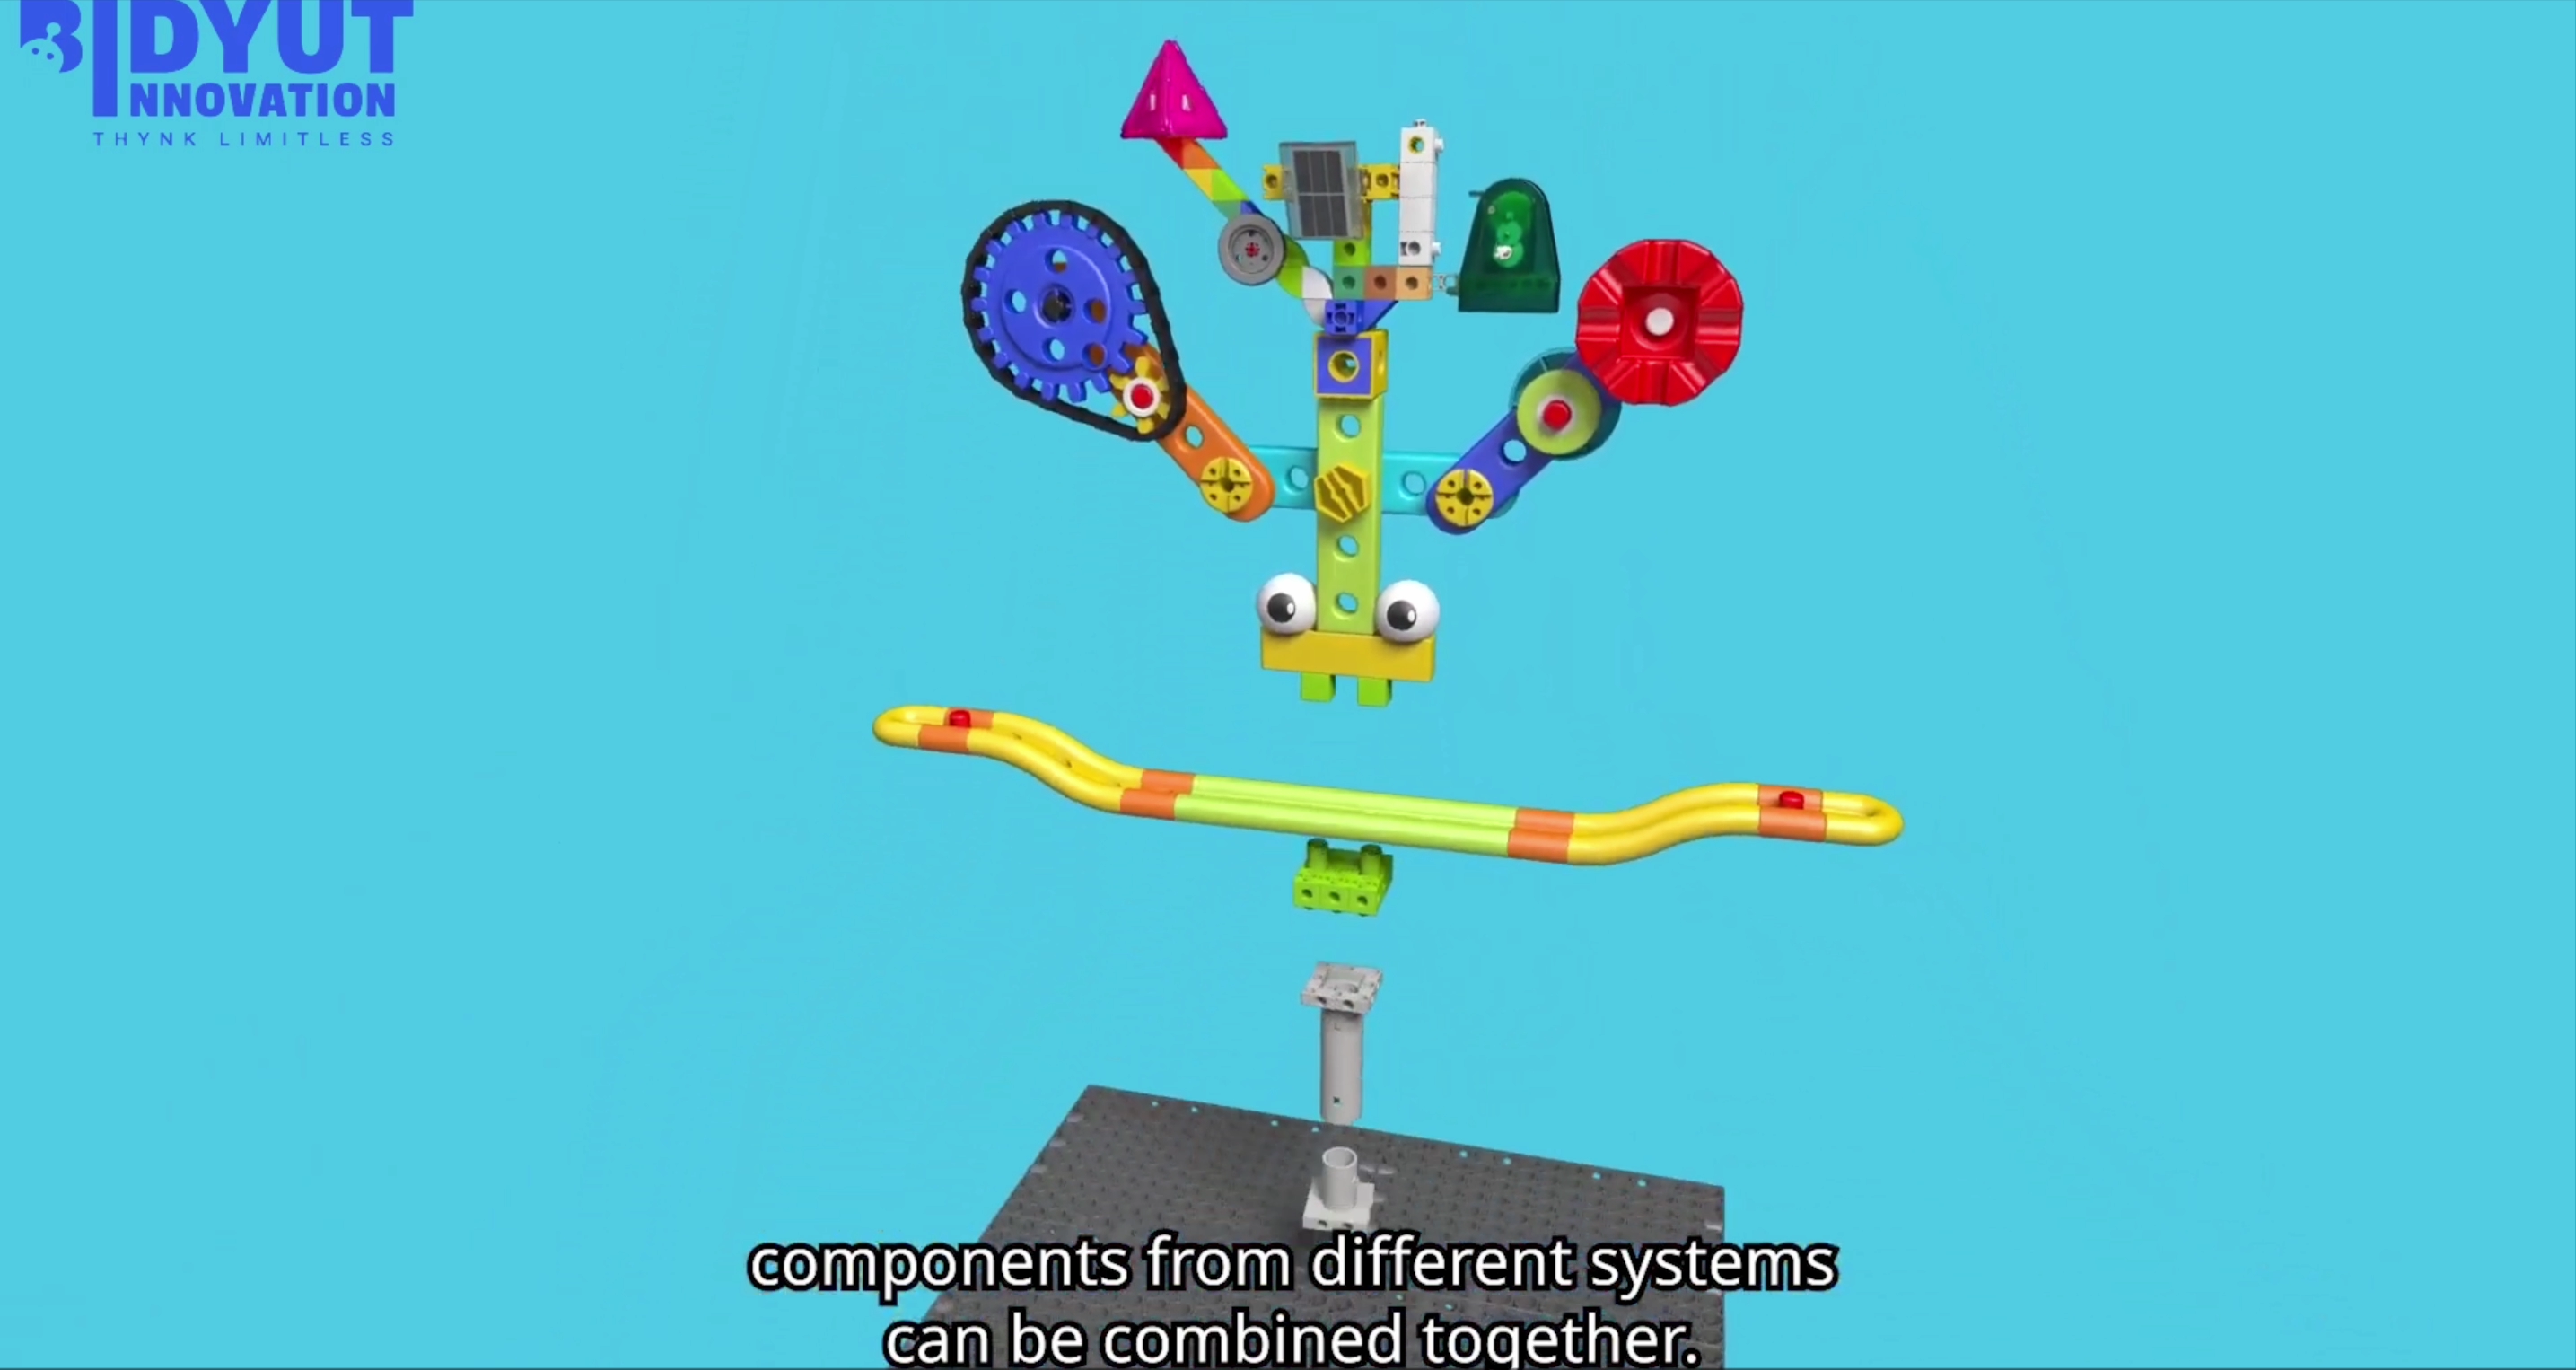 BIDYUT
INNOVATION
THYNK LIMITLESS
components from different systems
can be combined together.